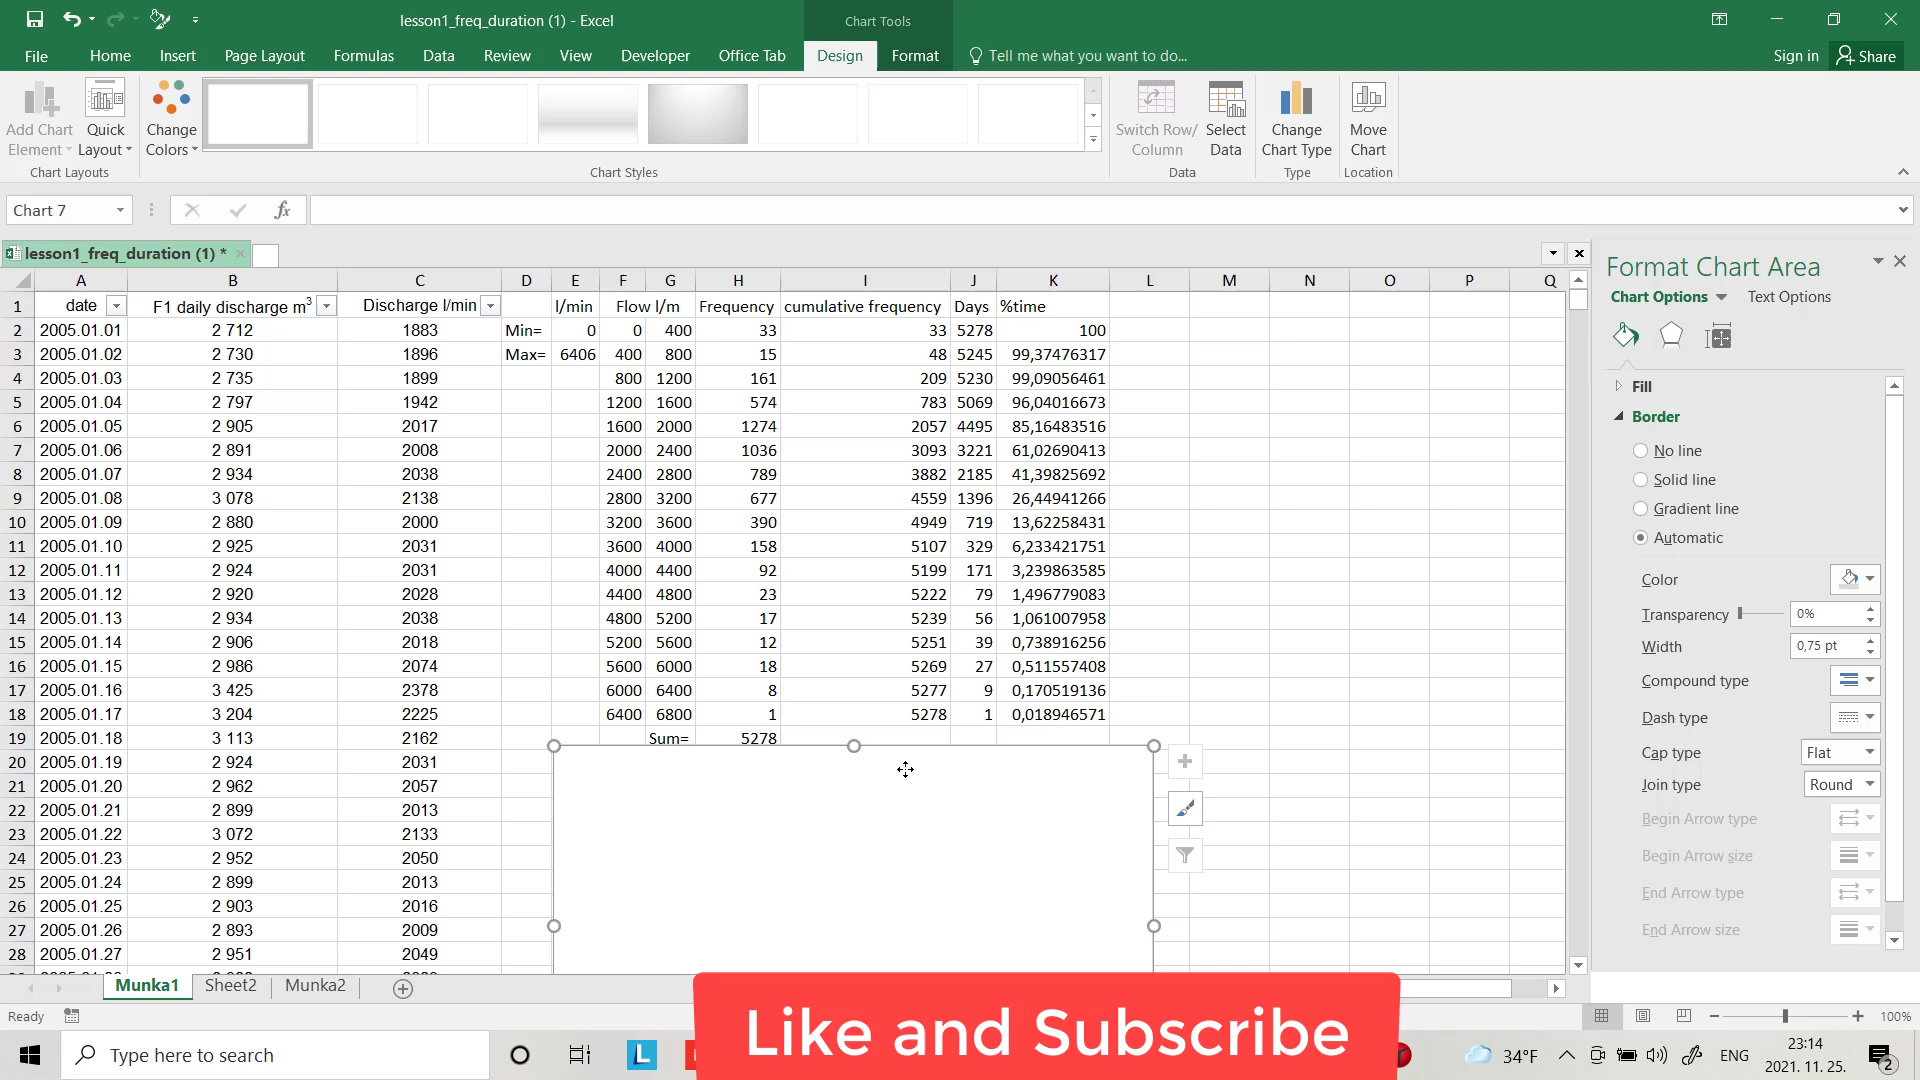 lesson1_freq_duration (1) - Excel
Chart Tools
File Home Insert Page Layout Formulas Data Review View Developer Office Tab Design Format Tell me what you want to do... Sign in Share
Add Chart Element Quick Layout Change Colors Switch Row/Column Select Data Change Chart Type Move Chart
Chart Layouts Chart Styles Data Type Location
Chart 7 fx
lesson1_freq_duration (1) *
A B C D E F G H I J K L M N O P Q
1 date F1 daily discharge m3 Discharge l/min l/min Flow l/m Frequency cumulative frequency Days %time
2 2005.01.01 2 712 1883 Min= 0 0 400 33 33 5278 100
3 2005.01.02 2 730 1896 Max= 6406 400 800 15 48 5245 99,37476317
4 2005.01.03 2 735 1899 800 1200 161 209 5230 99,09056461
5 2005.01.04 2 797 1942 1200 1600 574 783 5069 96,04016673
6 2005.01.05 2 905 2017 1600 2000 1274 2057 4495 85,16483516
7 2005.01.06 2 891 2008 2000 2400 1036 3093 3221 61,02690413
8 2005.01.07 2 934 2038 2400 2800 789 3882 2185 41,39825692
9 2005.01.08 3 078 2138 2800 3200 677 4559 1396 26,44941266
10 2005.01.09 2 880 2000 3200 3600 390 4949 719 13,62258431
11 2005.01.10 2 925 2031 3600 4000 158 5107 329 6,233421751
12 2005.01.11 2 924 2031 4000 4400 92 5199 171 3,239863585
13 2005.01.12 2 920 2028 4400 4800 23 5222 79 1,496779083
14 2005.01.13 2 934 2038 4800 5200 17 5239 56 1,061007958
15 2005.01.14 2 906 2018 5200 5600 12 5251 39 0,738916256
16 2005.01.15 2 986 2074 5600 6000 18 5269 27 0,511557408
17 2005.01.16 3 425 2378 6000 6400 8 5277 9 0,170519136
18 2005.01.17 3 204 2225 6400 6800 1 5278 1 0,018946571
19 2005.01.18 3 113 2162 Sum= 5278
20 2005.01.19 2 924 2031
21 2005.01.20 2 962 2057
22 2005.01.21 2 899 2013
23 2005.01.22 3 072 2133
24 2005.01.23 2 952 2050
25 2005.01.24 2 899 2013
26 2005.01.25 2 903 2016
27 2005.01.26 2 893 2009
28 2005.01.27 2 951 2049
Format Chart Area
Chart Options Text Options
Fill
Border
No line
Solid line
Gradient line
Automatic
Color
Transparency 0%
Width 0,75 pt
Compound type
Dash type
Cap type Flat
Join type Round
Begin Arrow type
Begin Arrow size
End Arrow type
End Arrow size
Munka1 Sheet2 Munka2
Ready 100%
Like and Subscribe
Type here to search
L
34°F ENG 23:14
2021. 11. 25.
2